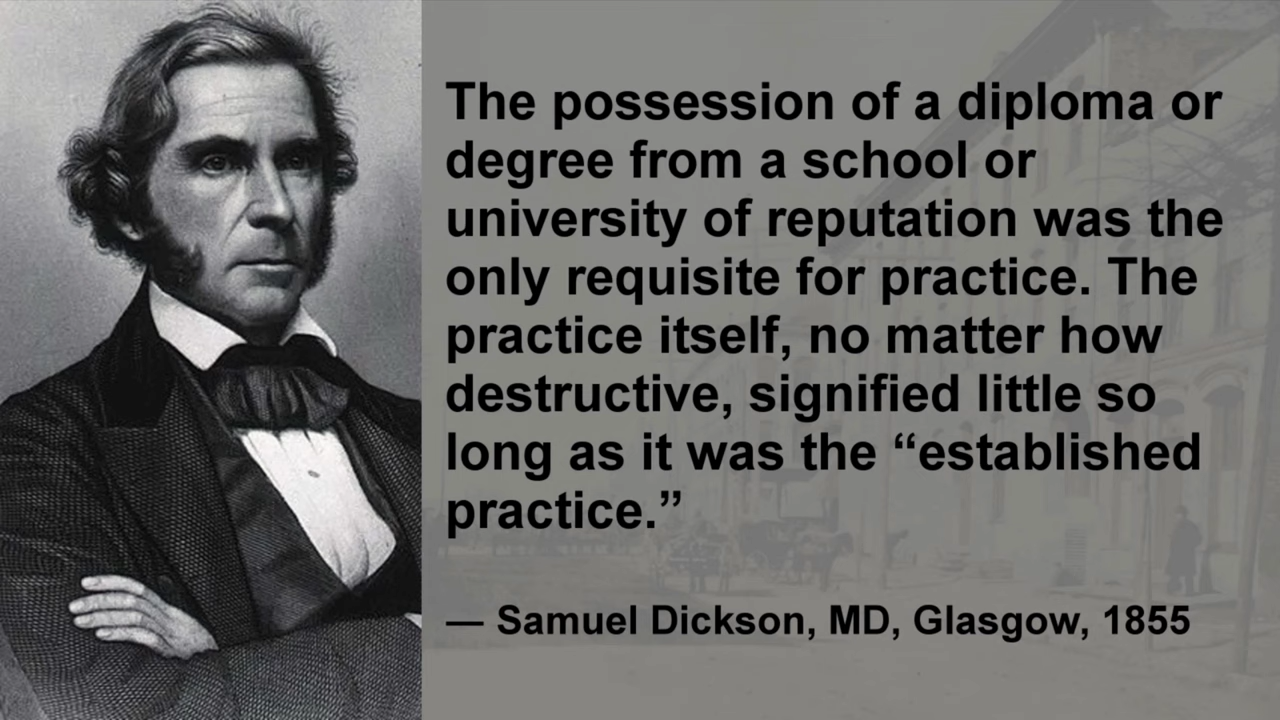 The possession of a diploma or
degree from a school or
university of reputation was the
only requisite for practice. The
practice itself, no matter how
destructive, signified little so
long as it was the “established
practice.”
— Samuel Dickson, MD, Glasgow, 1855